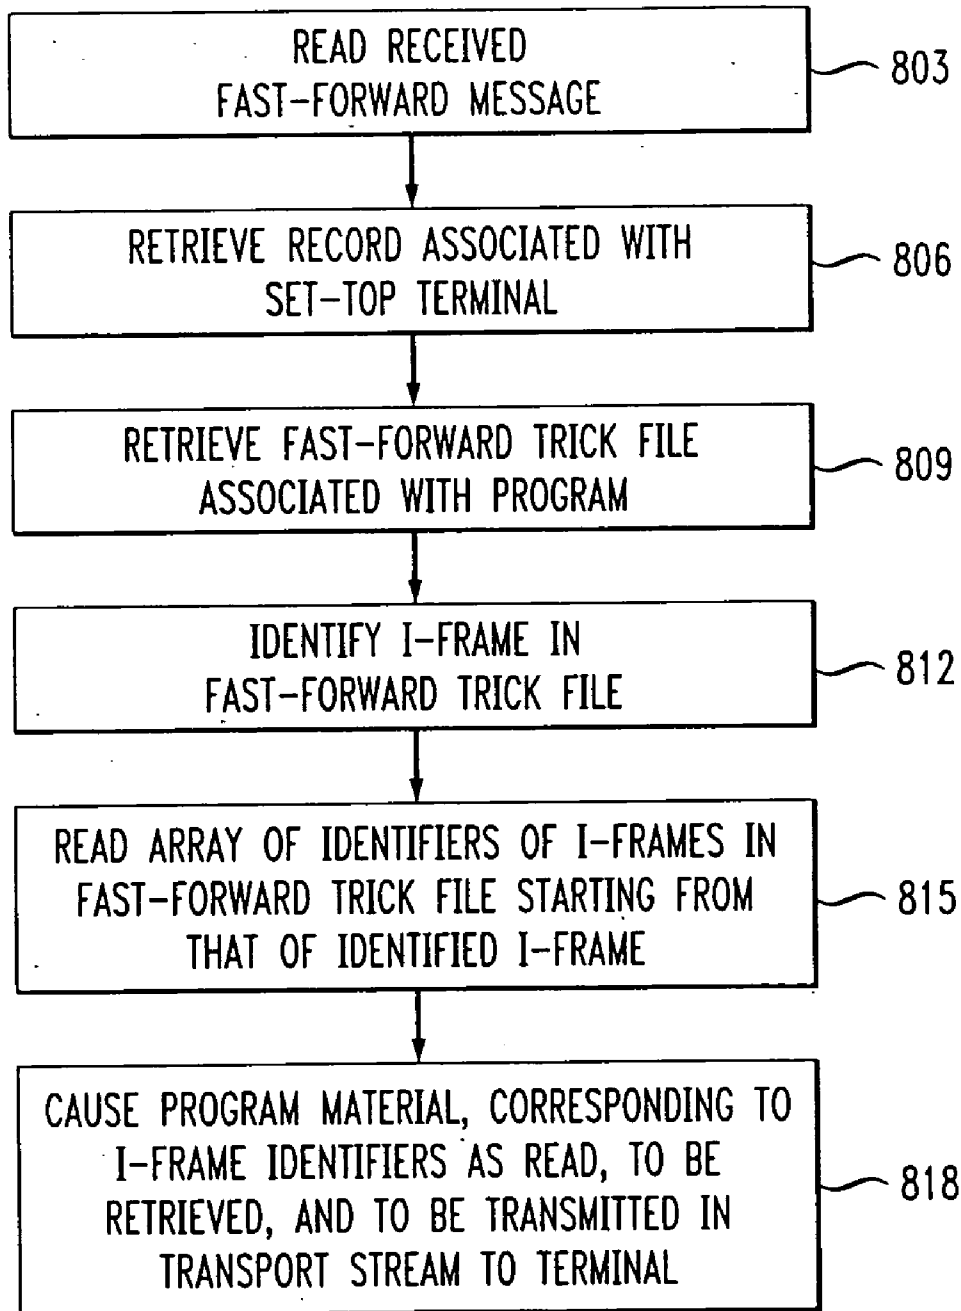 READ RECEIVED
FAST-FORWARD MESSAGE
803
RETRIEVE RECORD ASSOCIATED WITH
SET-TOP TERMINAL
806
RETRIEVE FAST-FORWARD TRICK FILE
ASSOCIATED WITH PROGRAM
809
IDENTIFY I-FRAME IN
FAST-FORWARD TRICK FILE
812
READ ARRAY OF IDENTIFIERS OF I-FRAMES IN
FAST-FORWARD TRICK FILE STARTING FROM
THAT OF IDENTIFIED I-FRAME
815
CAUSE PROGRAM MATERIAL, CORRESPONDING TO
I-FRAME IDENTIFIERS AS READ, TO BE
RETRIEVED, AND TO BE TRANSMITTED IN
TRANSPORT STREAM TO TERMINAL
818